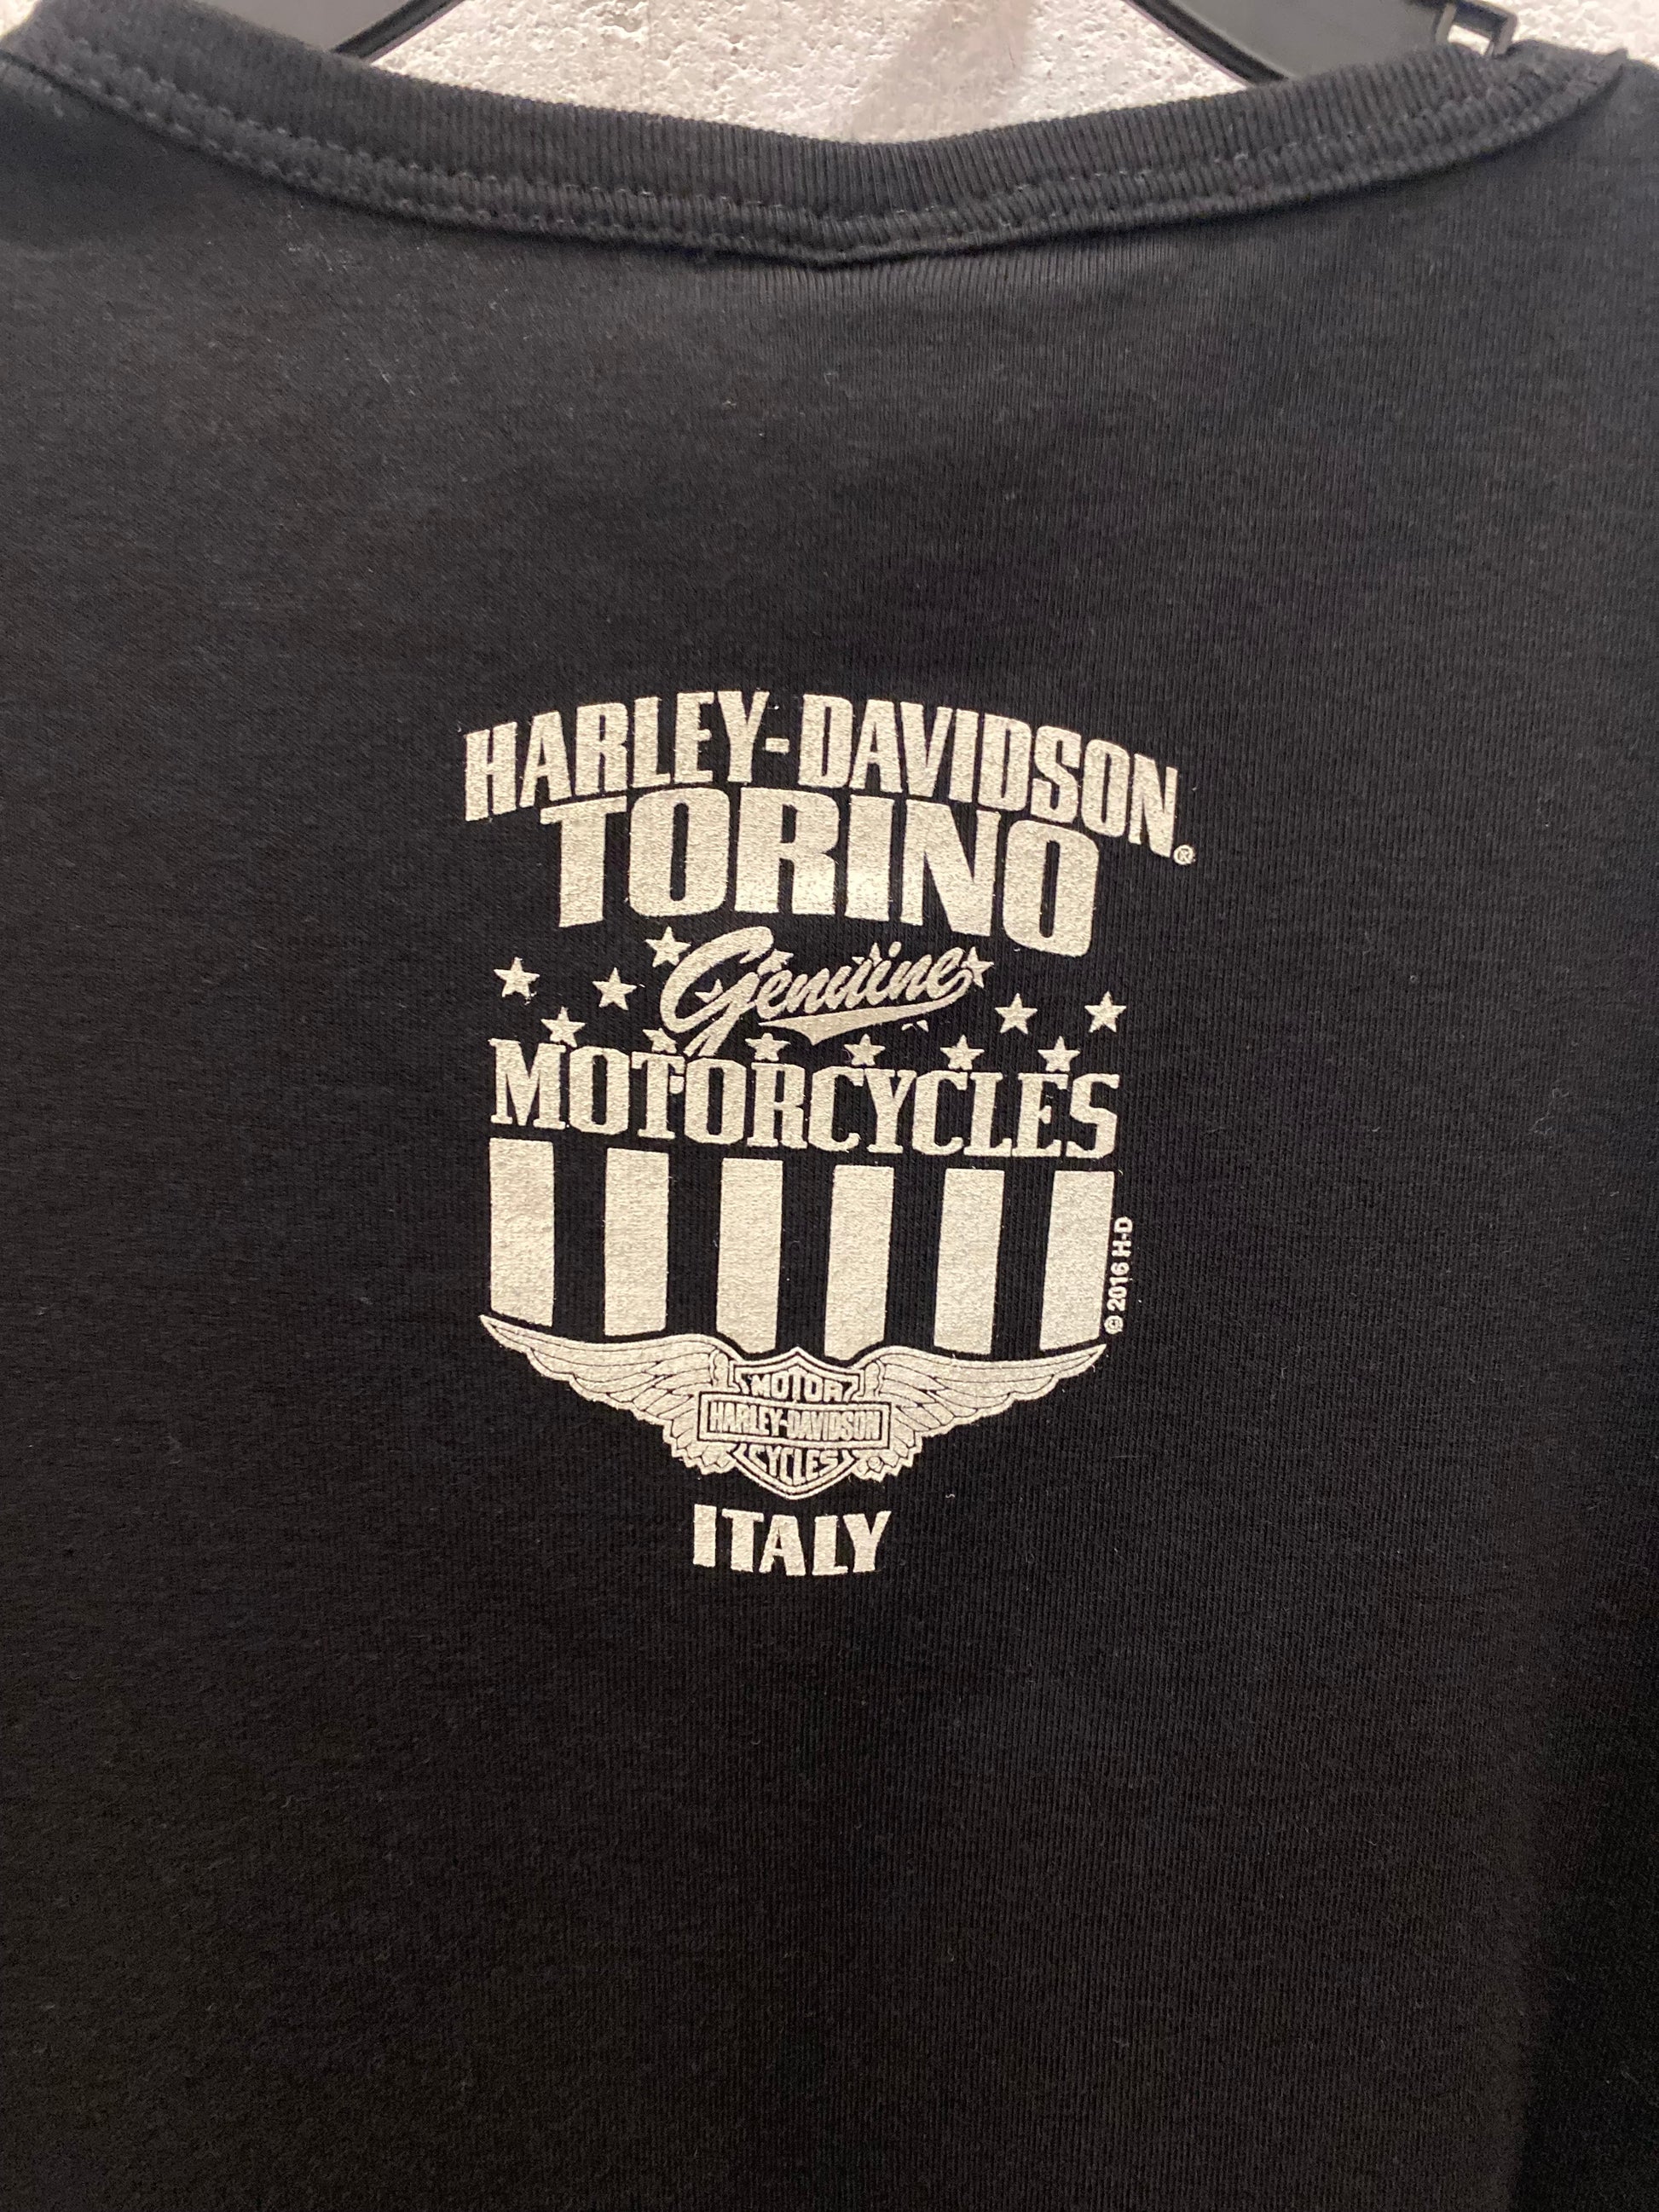 HARLEY-DAVIDSON®
TORINO
Genuine
MOTORCYCLES
© 2016 H-D
MOTOR
HARLEY-DAVIDSON
CYCLES
ITALY